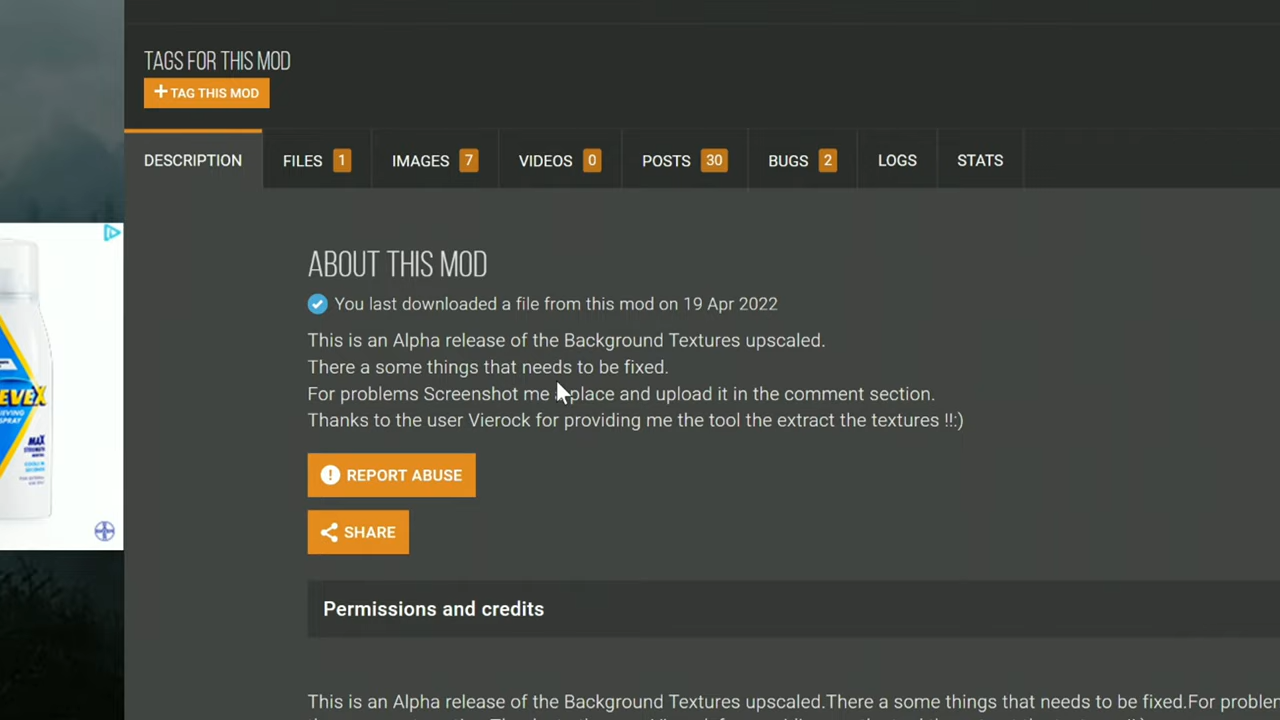 TAGS FOR THIS MOD
+ TAG THIS MOD
DESCRIPTION FILES 1 IMAGES 7 VIDEOS 0 POSTS 30 BUGS 2 LOGS STATS
ABOUT THIS MOD
You last downloaded a file from this mod on 19 Apr 2022
This is an Alpha release of the Background Textures upscaled.
There a some things that needs to be fixed.
For problems Screenshot me place and upload it in the comment section.
Thanks to the user Vierock for providing me the tool the extract the textures !!:)
REPORT ABUSE
SHARE
Permissions and credits
This is an Alpha release of the Background Textures upscaled.There a some things that needs to be fixed.For
MAX